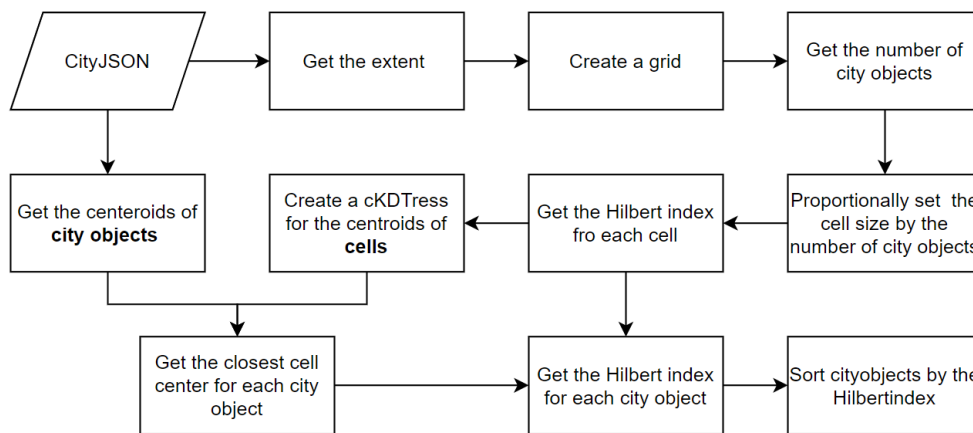 CityJSON
Get the extent
Create a grid
Get the number of
city objects
Get the centeroids of
city objects
Create a cKDTress
for the centroids of
cells
Get the Hilbert index
fro each cell
Proportionally set the
cell size by the
number of city objects
Get the closest cell
center for each city
object
Get the Hilbert index
for each city object
Sort cityobjects by the
Hilbertindex